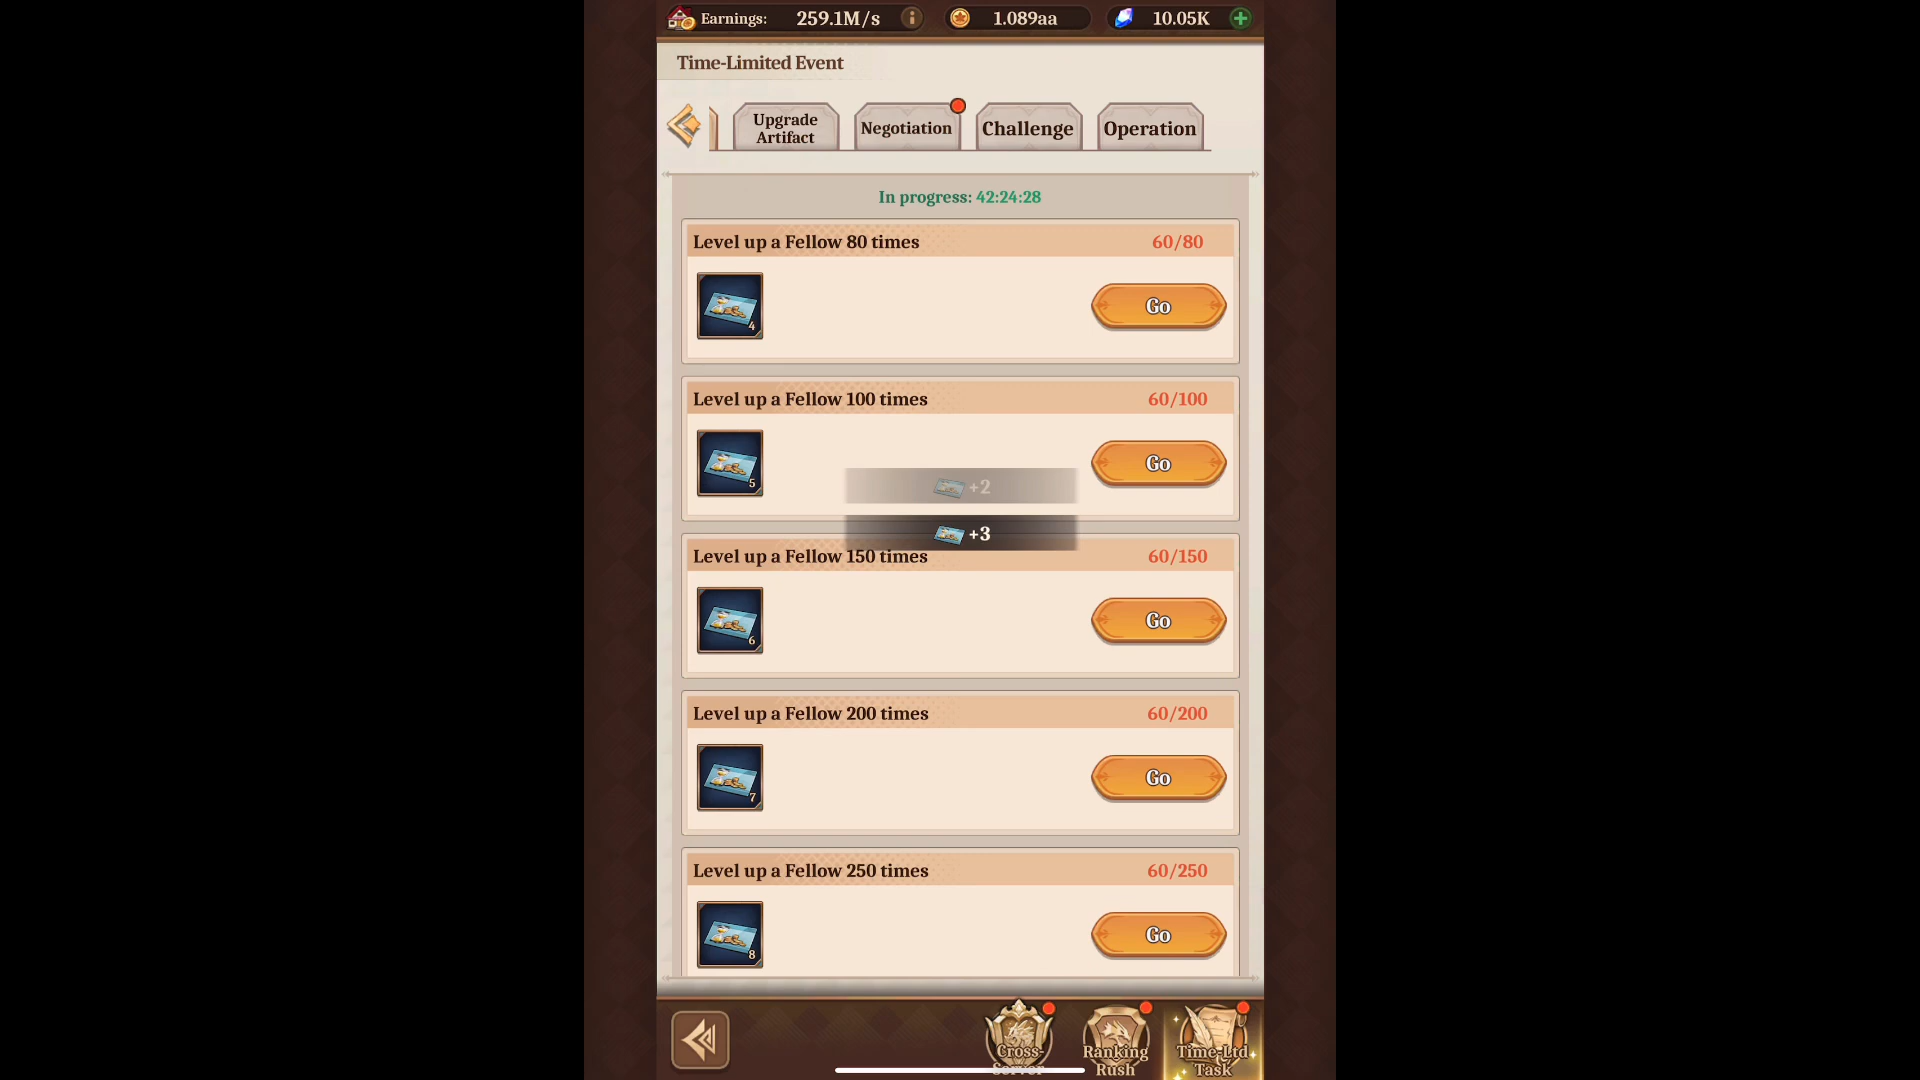 Earnings: 259.1M/s 1.089aa 10.05K
Time-Limited Event
Upgrade
Artifact
Negotiation
Challenge
Operation
In progress: 42:24:28
Level up a Fellow 80 times 60/80
4
Go
Level up a Fellow 100 times 60/100
5
Go
+2
+3
Level up a Fellow 150 times 60/150
6
Go
Level up a Fellow 200 times 60/200
7
Go
Level up a Fellow 250 times 60/250
8
Go
Cross-
Server
Ranking
Rush
Time-Ltd
Task